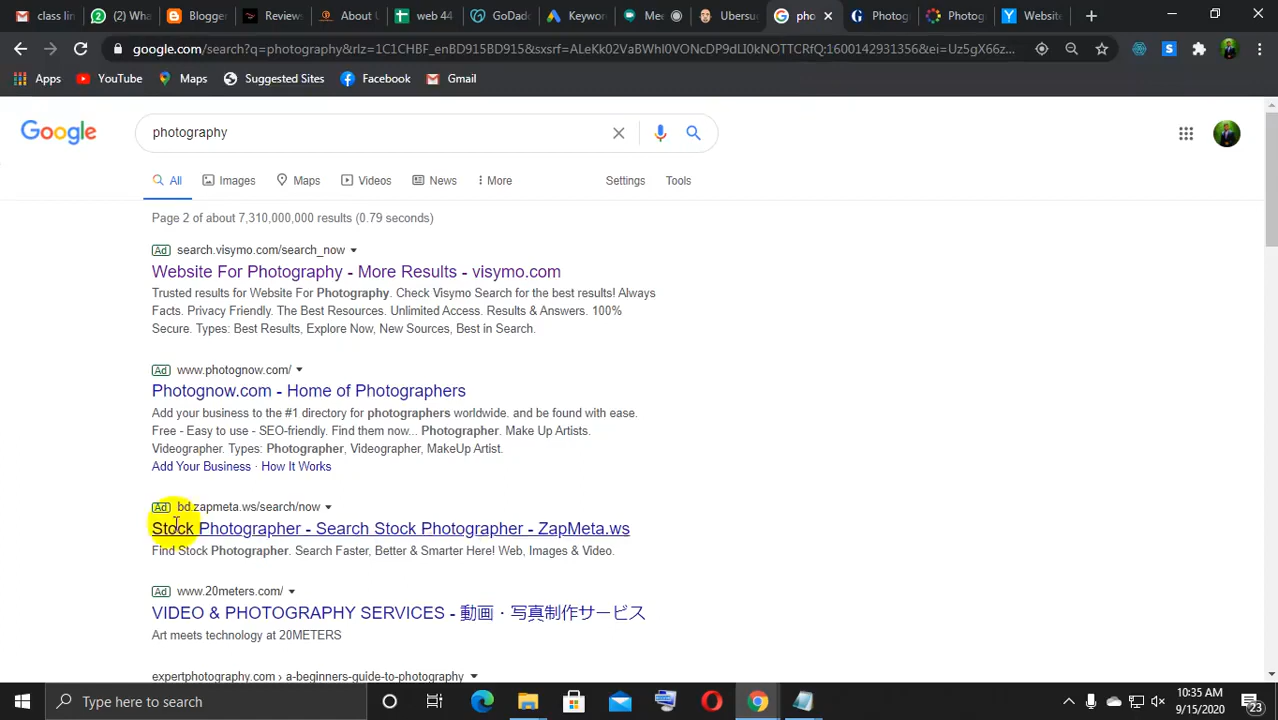 class lin
(2) Wha
Blogger
Reviews
About U
web 44
GoDad
Keywor
Mee
Ubersu
pho
Photog
Photog
Website
google.com/search?q=photography&rlz=1C1CHBF_enBD915BD915&sxsrf=ALeKk02VaBWhI0VONcDP9dLI0kNOTTCRfQ:1600142931356&ei=Uz5gX66z...
Apps
YouTube
Maps
Suggested Sites
Facebook
Gmail
Google
photography
All
Images
Maps
Videos
News
More
Settings
Tools
Page 2 of about 7,310,000,000 results (0.79 seconds)
Ad search.visymo.com/search_now
Website For Photography - More Results - visymo.com
Trusted results for Website For Photography. Check Visymo Search for the best results! Always
Facts. Privacy Friendly. The Best Resources. Unlimited Access. Results & Answers. 100%
Secure. Types: Best Results, Explore Now, New Sources, Best in Search.
Ad www.photognow.com/
Photognow.com - Home of Photographers
Add your business to the #1 directory for photographers worldwide. and be found with ease.
Free - Easy to use - SEO-friendly. Find them now... Photographer. Make Up Artists.
Videographer. Types: Photographer, Videographer, MakeUp Artist.
Add Your Business · How It Works
Ad bd.zapmeta.ws/search/now
Stock Photographer - Search Stock Photographer - ZapMeta.ws
Find Stock Photographer. Search Faster, Better & Smarter Here! Web, Images & Video.
Ad www.20meters.com/
VIDEO & PHOTOGRAPHY SERVICES - 動画・写真制作サービス
Art meets technology at 20METERS
expertphotography.com › a-beginners-guide-to-photography
Type here to search
10:35 AM
9/15/2020
23